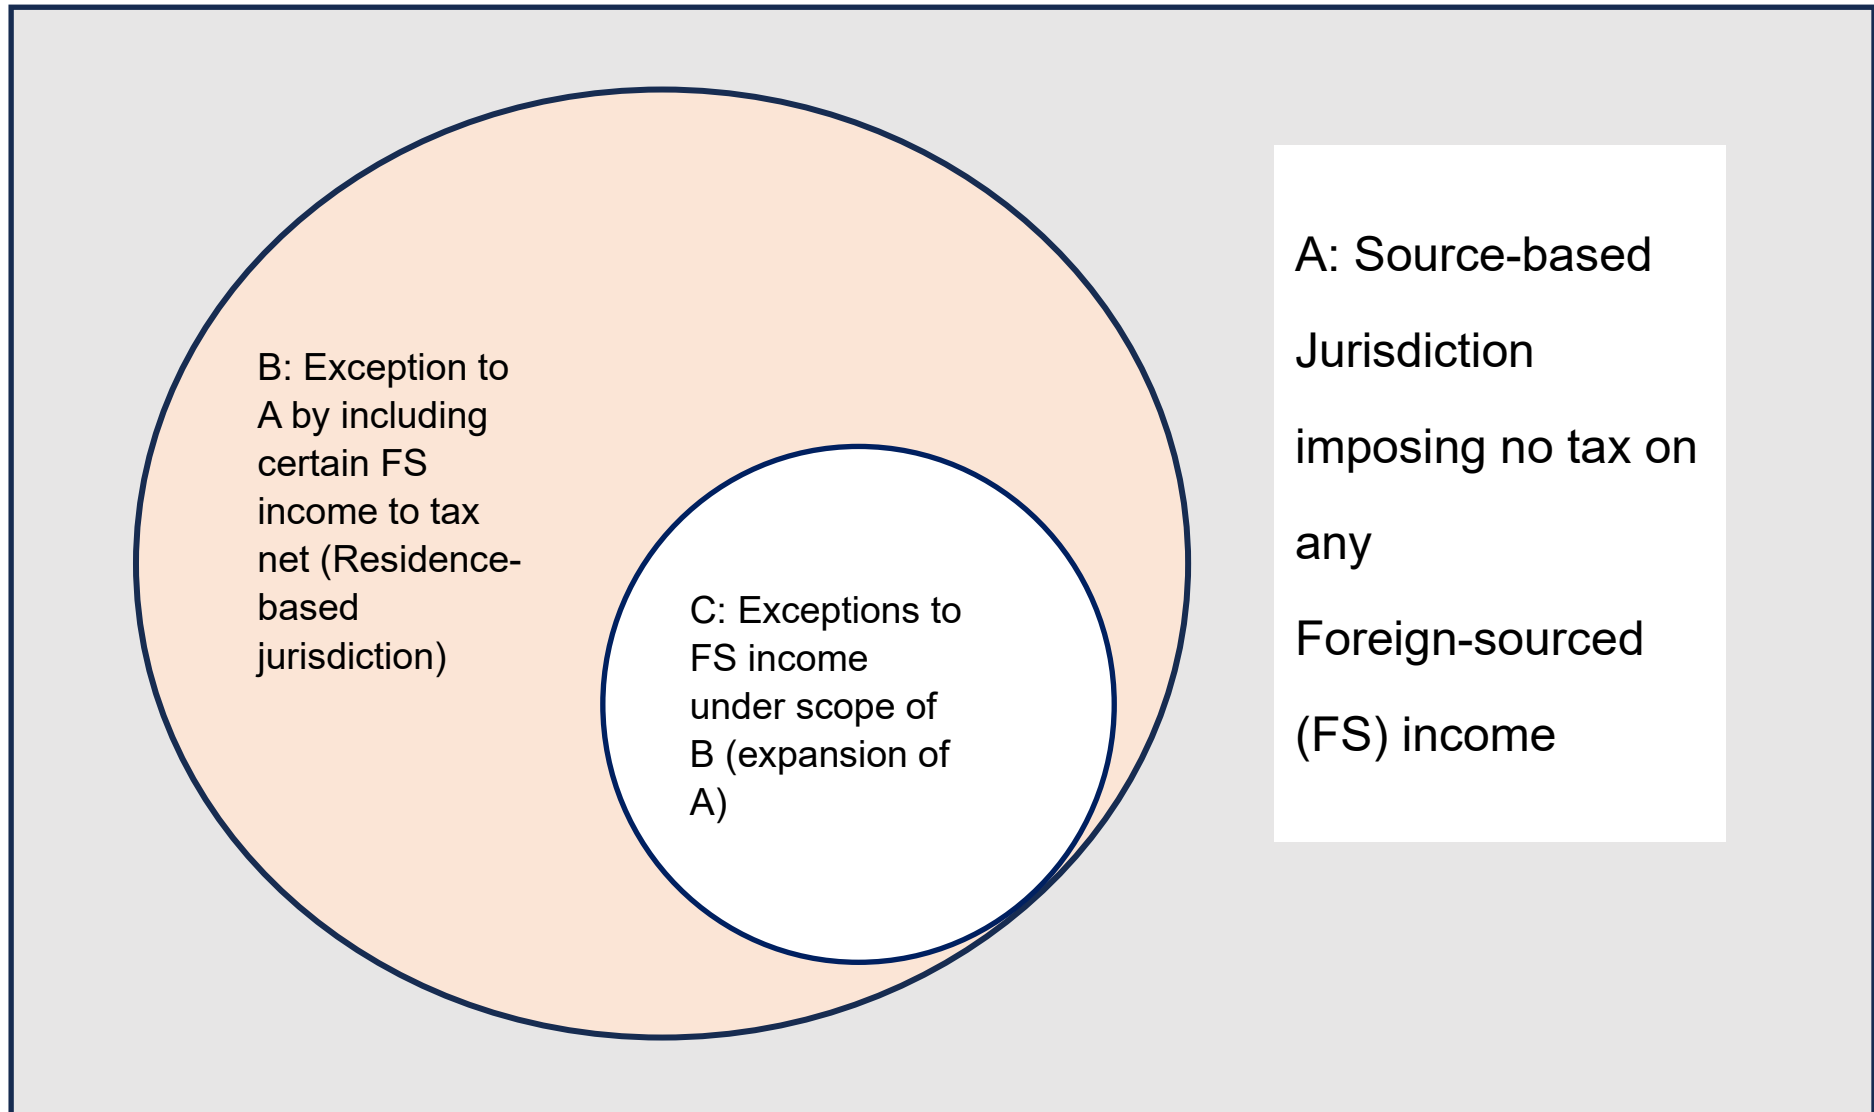 B: Exception to
A by including
certain FS
income to tax
net (Residence-
based
jurisdiction)
C: Exceptions to
FS income
under scope of
B (expansion of
A)
A: Source-based
Jurisdiction
imposing no tax on
any
Foreign-sourced
(FS) income